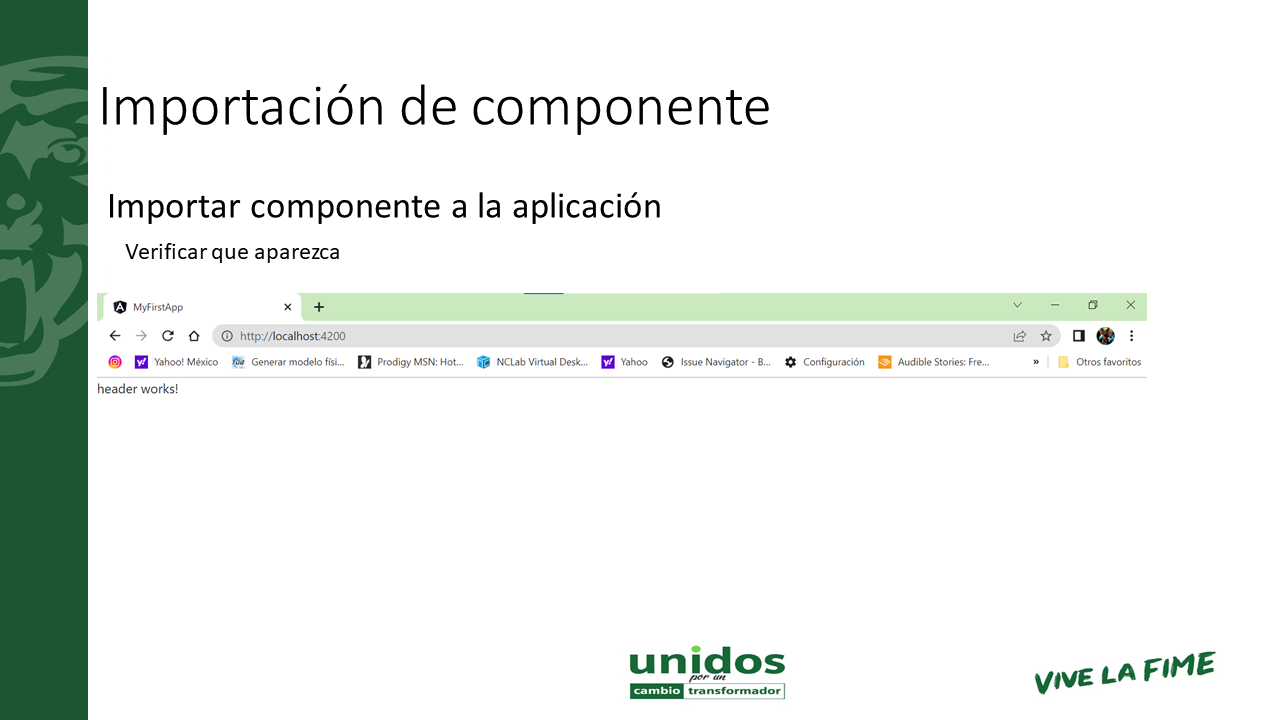 Importación de componente
Importar componente a la aplicación
Verificar que aparezca
MyFirstApp
http://localhost:4200
Yahoo! México Generar modelo físi... Prodigy MSN: Hot... NCLab Virtual Desk... Yahoo Issue Navigator - B... Configuración Audible Stories: Fre... » Otros favoritos
header works!
unidos
por un
cambio transformador
VIVE LA FIME